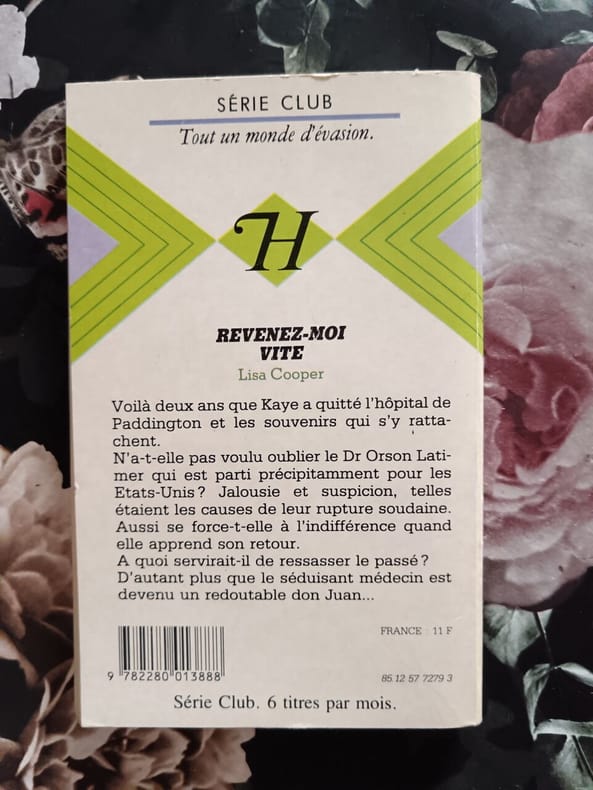 SÉRIE CLUB
Tout un monde d'évasion.
H
REVENEZ-MOI
VITE
Lisa Cooper
Voilà deux ans que Kaye a quitté l'hôpital de
Paddington et les souvenirs qui s'y ratta-
chent.
N'a-t-elle pas voulu oublier le Dr Orson Lati-
mer qui est parti précipitamment pour les
Etats-Unis? Jalousie et suspicion, telles
étaient les causes de leur rupture soudaine.
Aussi se force-t-elle à l'indifférence quand
elle apprend son retour.
A quoi servirait-il de ressasser le passé?
D'autant plus que le séduisant médecin est
devenu un redoutable don Juan...
FRANCE : 11 F
9 782280 013888
85.12 57 7279 3
Série Club. 6 titres par mois.